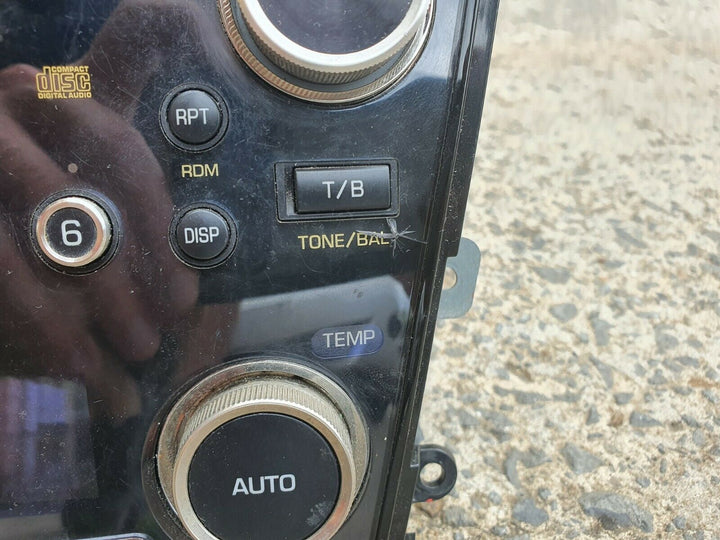 COMPACT
disc
DIGITAL AUDIO
RPT
RDM
T/B
TONE/BAL
6
DISP
TEMP
AUTO